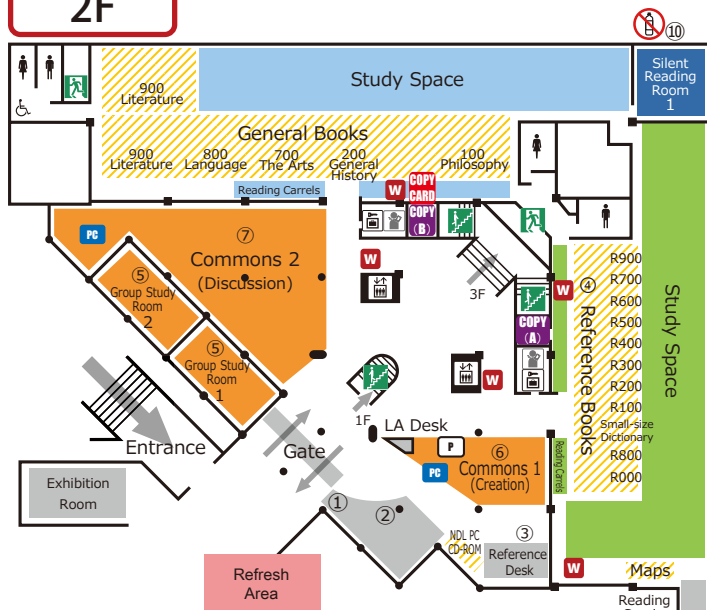 2F
⑩
Silent
Reading
Room
1
900
Literature
Study Space
General Books
900
Literature
800
Language
700
The Arts
200
General
History
100
Philosophy
Reading Carrels
W
COPY
CARD
COPY
(B)
PC
⑦
Commons 2
(Discussion)
W
3F
W
COPY
(A)
④ Reference Books
R900
R700
R600
R500
R400
R300
R200
R100
Small-size
Dictionary
R800
R000
Study Space
⑤
Group Study
Room
2
⑤
Group Study
Room
1
W
1F
LA Desk
P
PC
⑥
Commons 1
(Creation)
Reading Carrels
Entrance
Gate
Exhibition
Room
①
②
NDL PC
CD-ROM
③
Reference
Desk
W
Maps
Refresh
Area
Reading